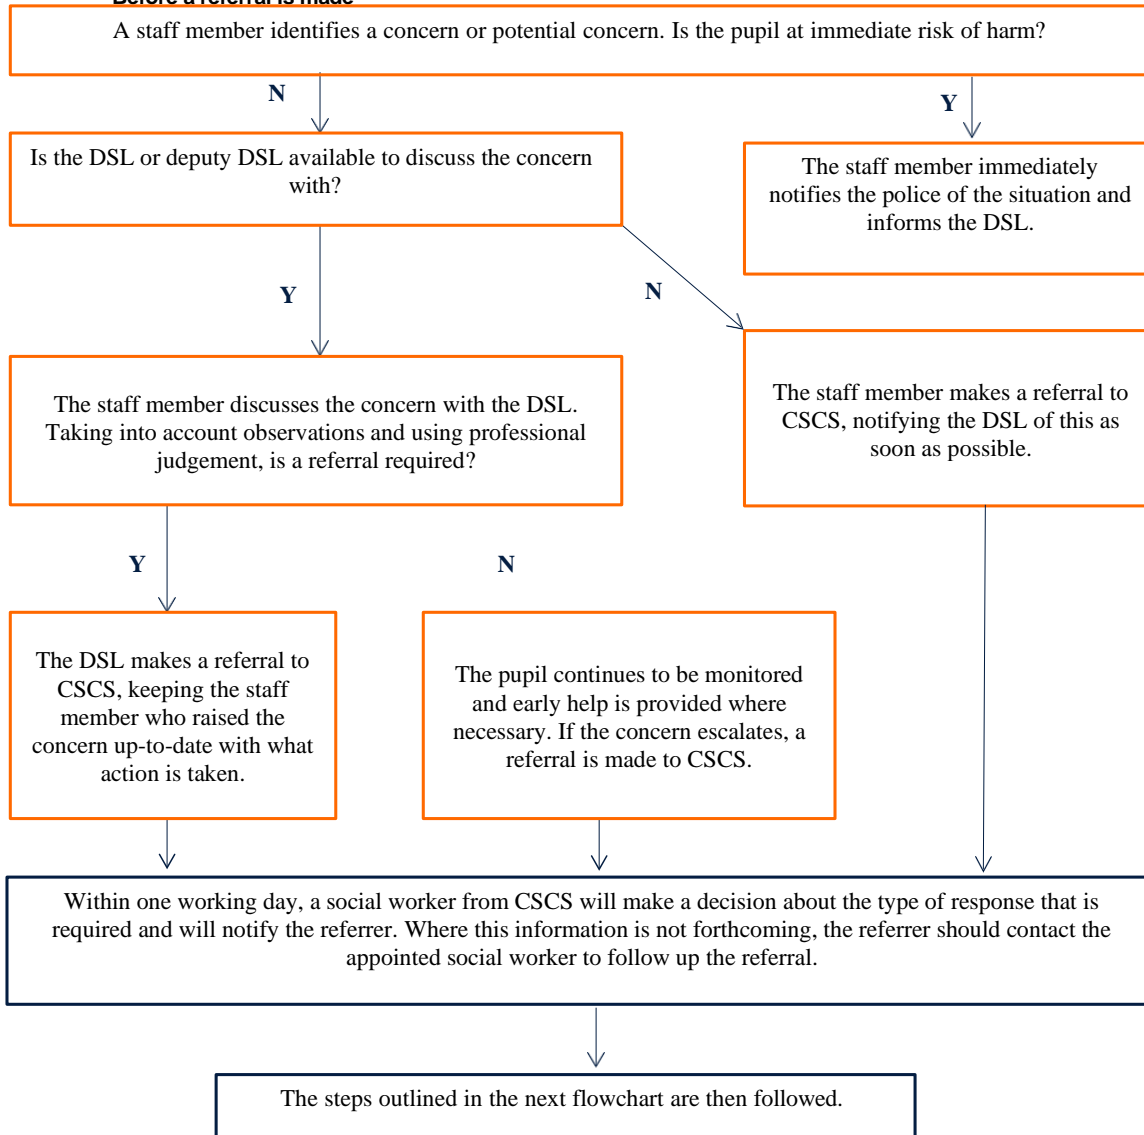 Before a referral is made
A staff member identifies a concern or potential concern. Is the pupil at immediate risk of harm?
N
Y
Is the DSL or deputy DSL available to discuss the concern
with?
The staff member immediately
notifies the police of the situation and
informs the DSL.
Y
N
The staff member discusses the concern with the DSL.
Taking into account observations and using professional
judgement, is a referral required?
The staff member makes a referral to
CSCS, notifying the DSL of this as
soon as possible.
Y
N
The DSL makes a referral to
CSCS, keeping the staff
member who raised the
concern up-to-date with what
action is taken.
The pupil continues to be monitored
and early help is provided where
necessary. If the concern escalates, a
referral is made to CSCS.
Within one working day, a social worker from CSCS will make a decision about the type of response that is
required and will notify the referrer. Where this information is not forthcoming, the referrer should contact the
appointed social worker to follow up the referral.
The steps outlined in the next flowchart are then followed.